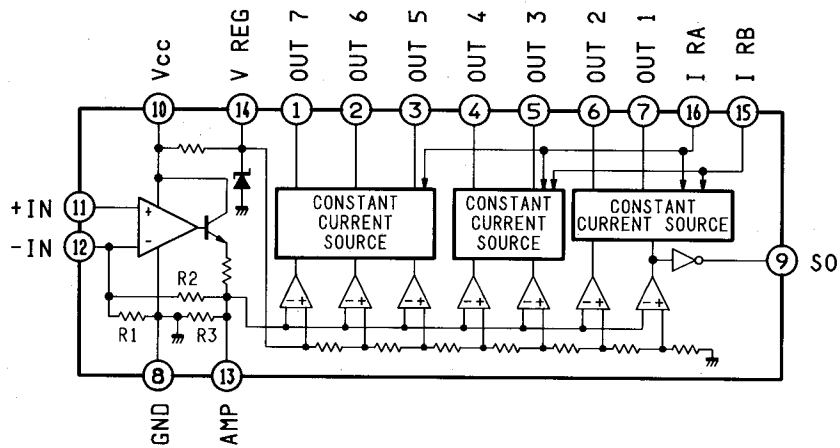 Vcc
V REG
OUT 7
OUT 6
OUT 5
OUT 4
OUT 3
OUT 2
OUT 1
I RA
I RB
10
14
1
2
3
4
5
6
7
16
15
+IN 11
-IN 12
+
-
CONSTANT
CURRENT
SOURCE
CONSTANT
CURRENT
SOURCE
CONSTANT
CURRENT SOURCE
9 SO
R2
R1
R3
-+
-+
-+
-+
-+
-+
-+
8
13
GND
AMP